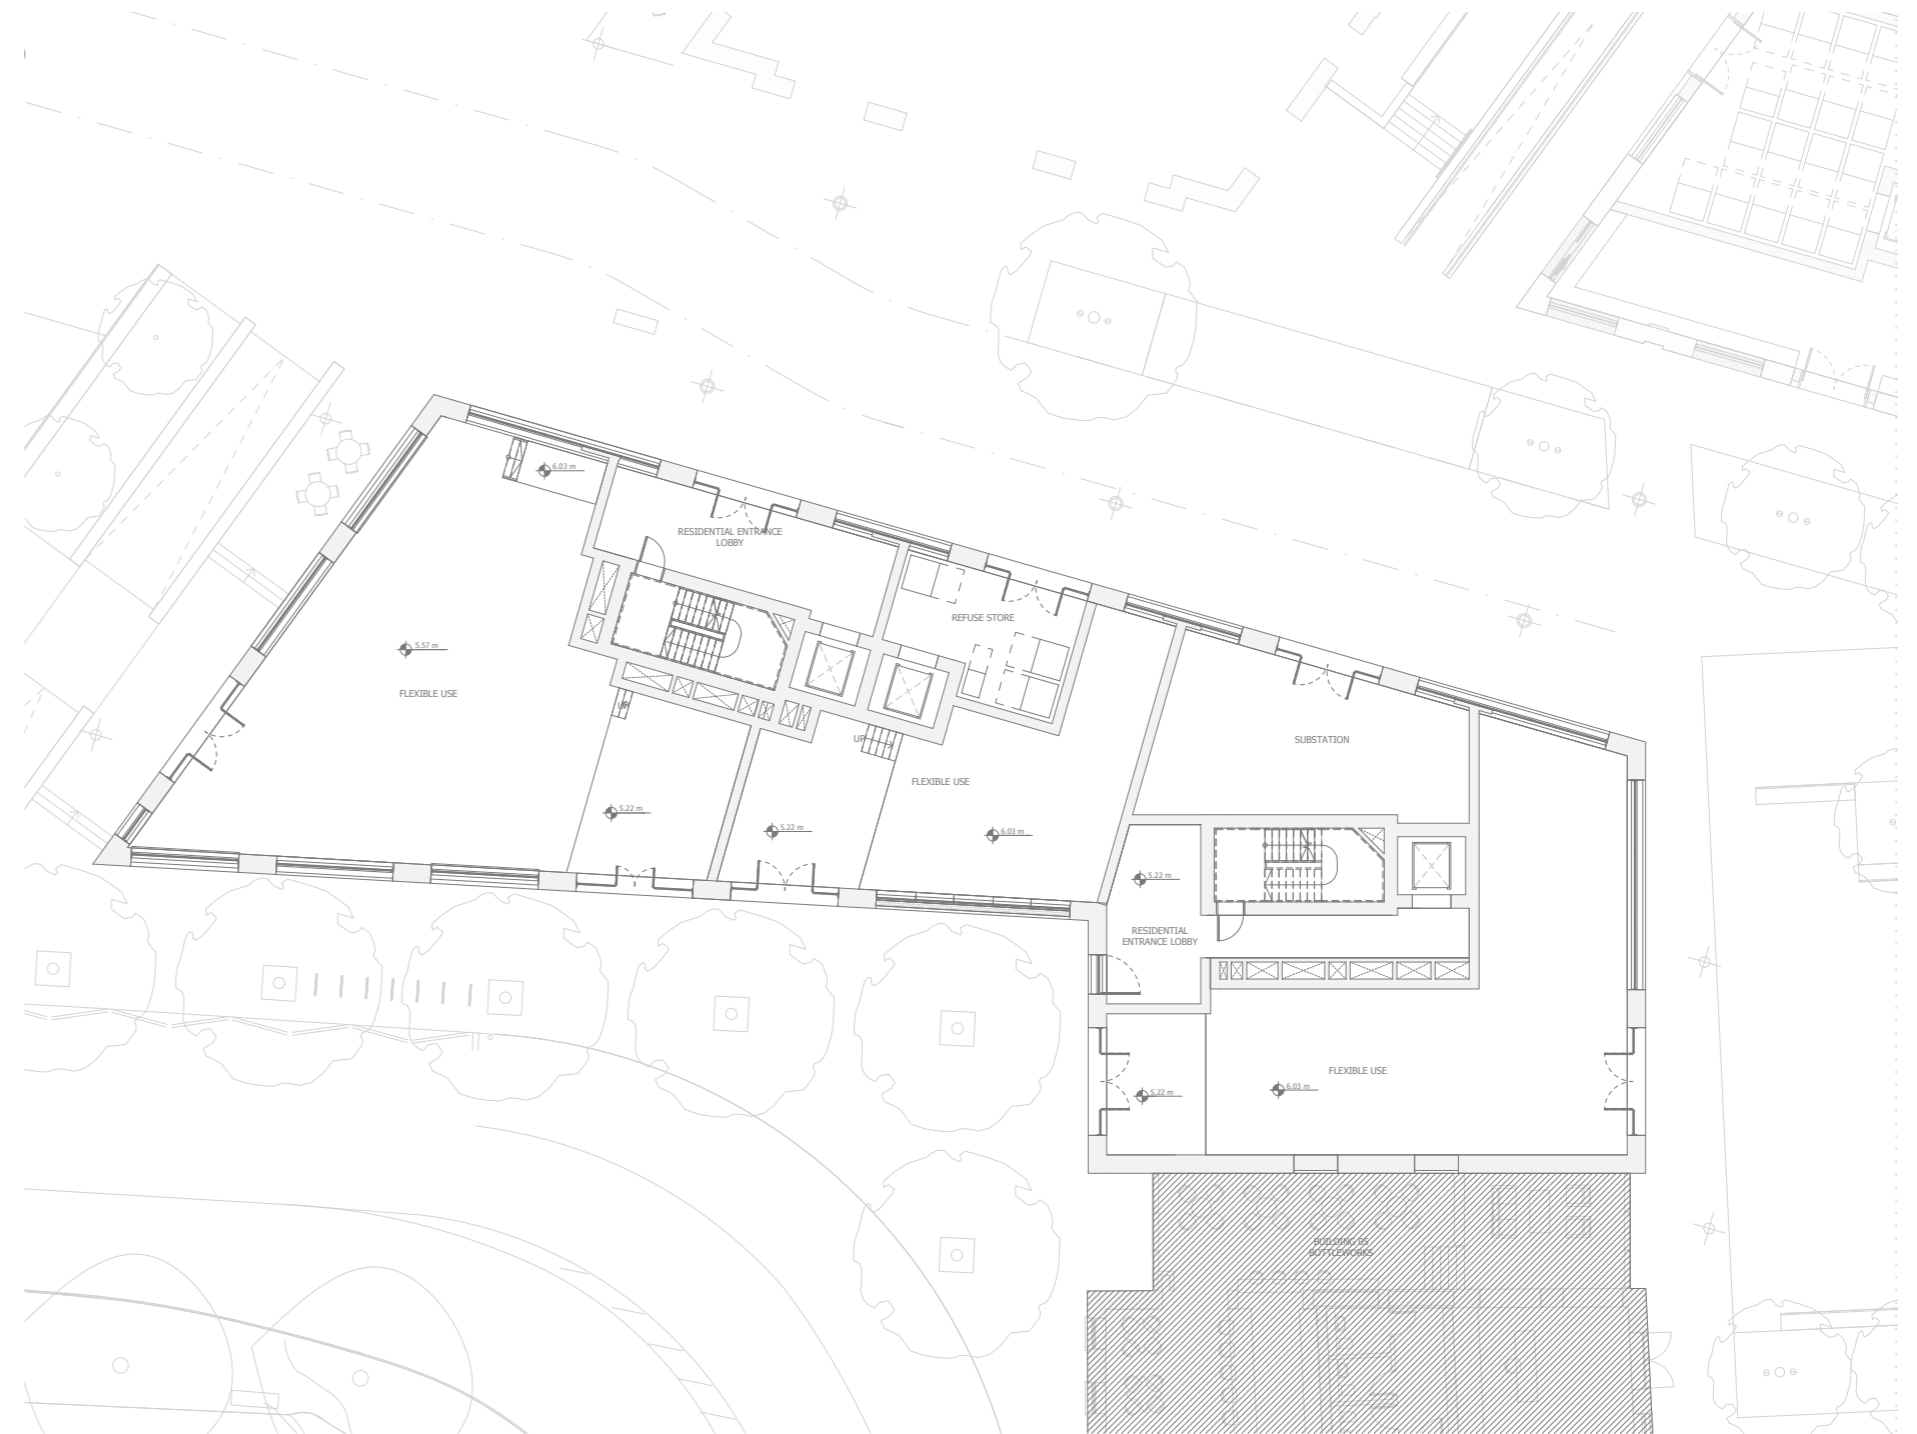 6.03 m
RESIDENTIAL ENTRANCE
LOBBY
REFUSE STORE
5.57 m
FLEXIBLE USE
UP
UP
SUBSTATION
FLEXIBLE USE
5.22 m
5.22 m
6.03 m
5.22 m
RESIDENTIAL
ENTRANCE LOBBY
FLEXIBLE USE
5.22 m
6.03 m
BUILDING D5
BOTTLEWORKS